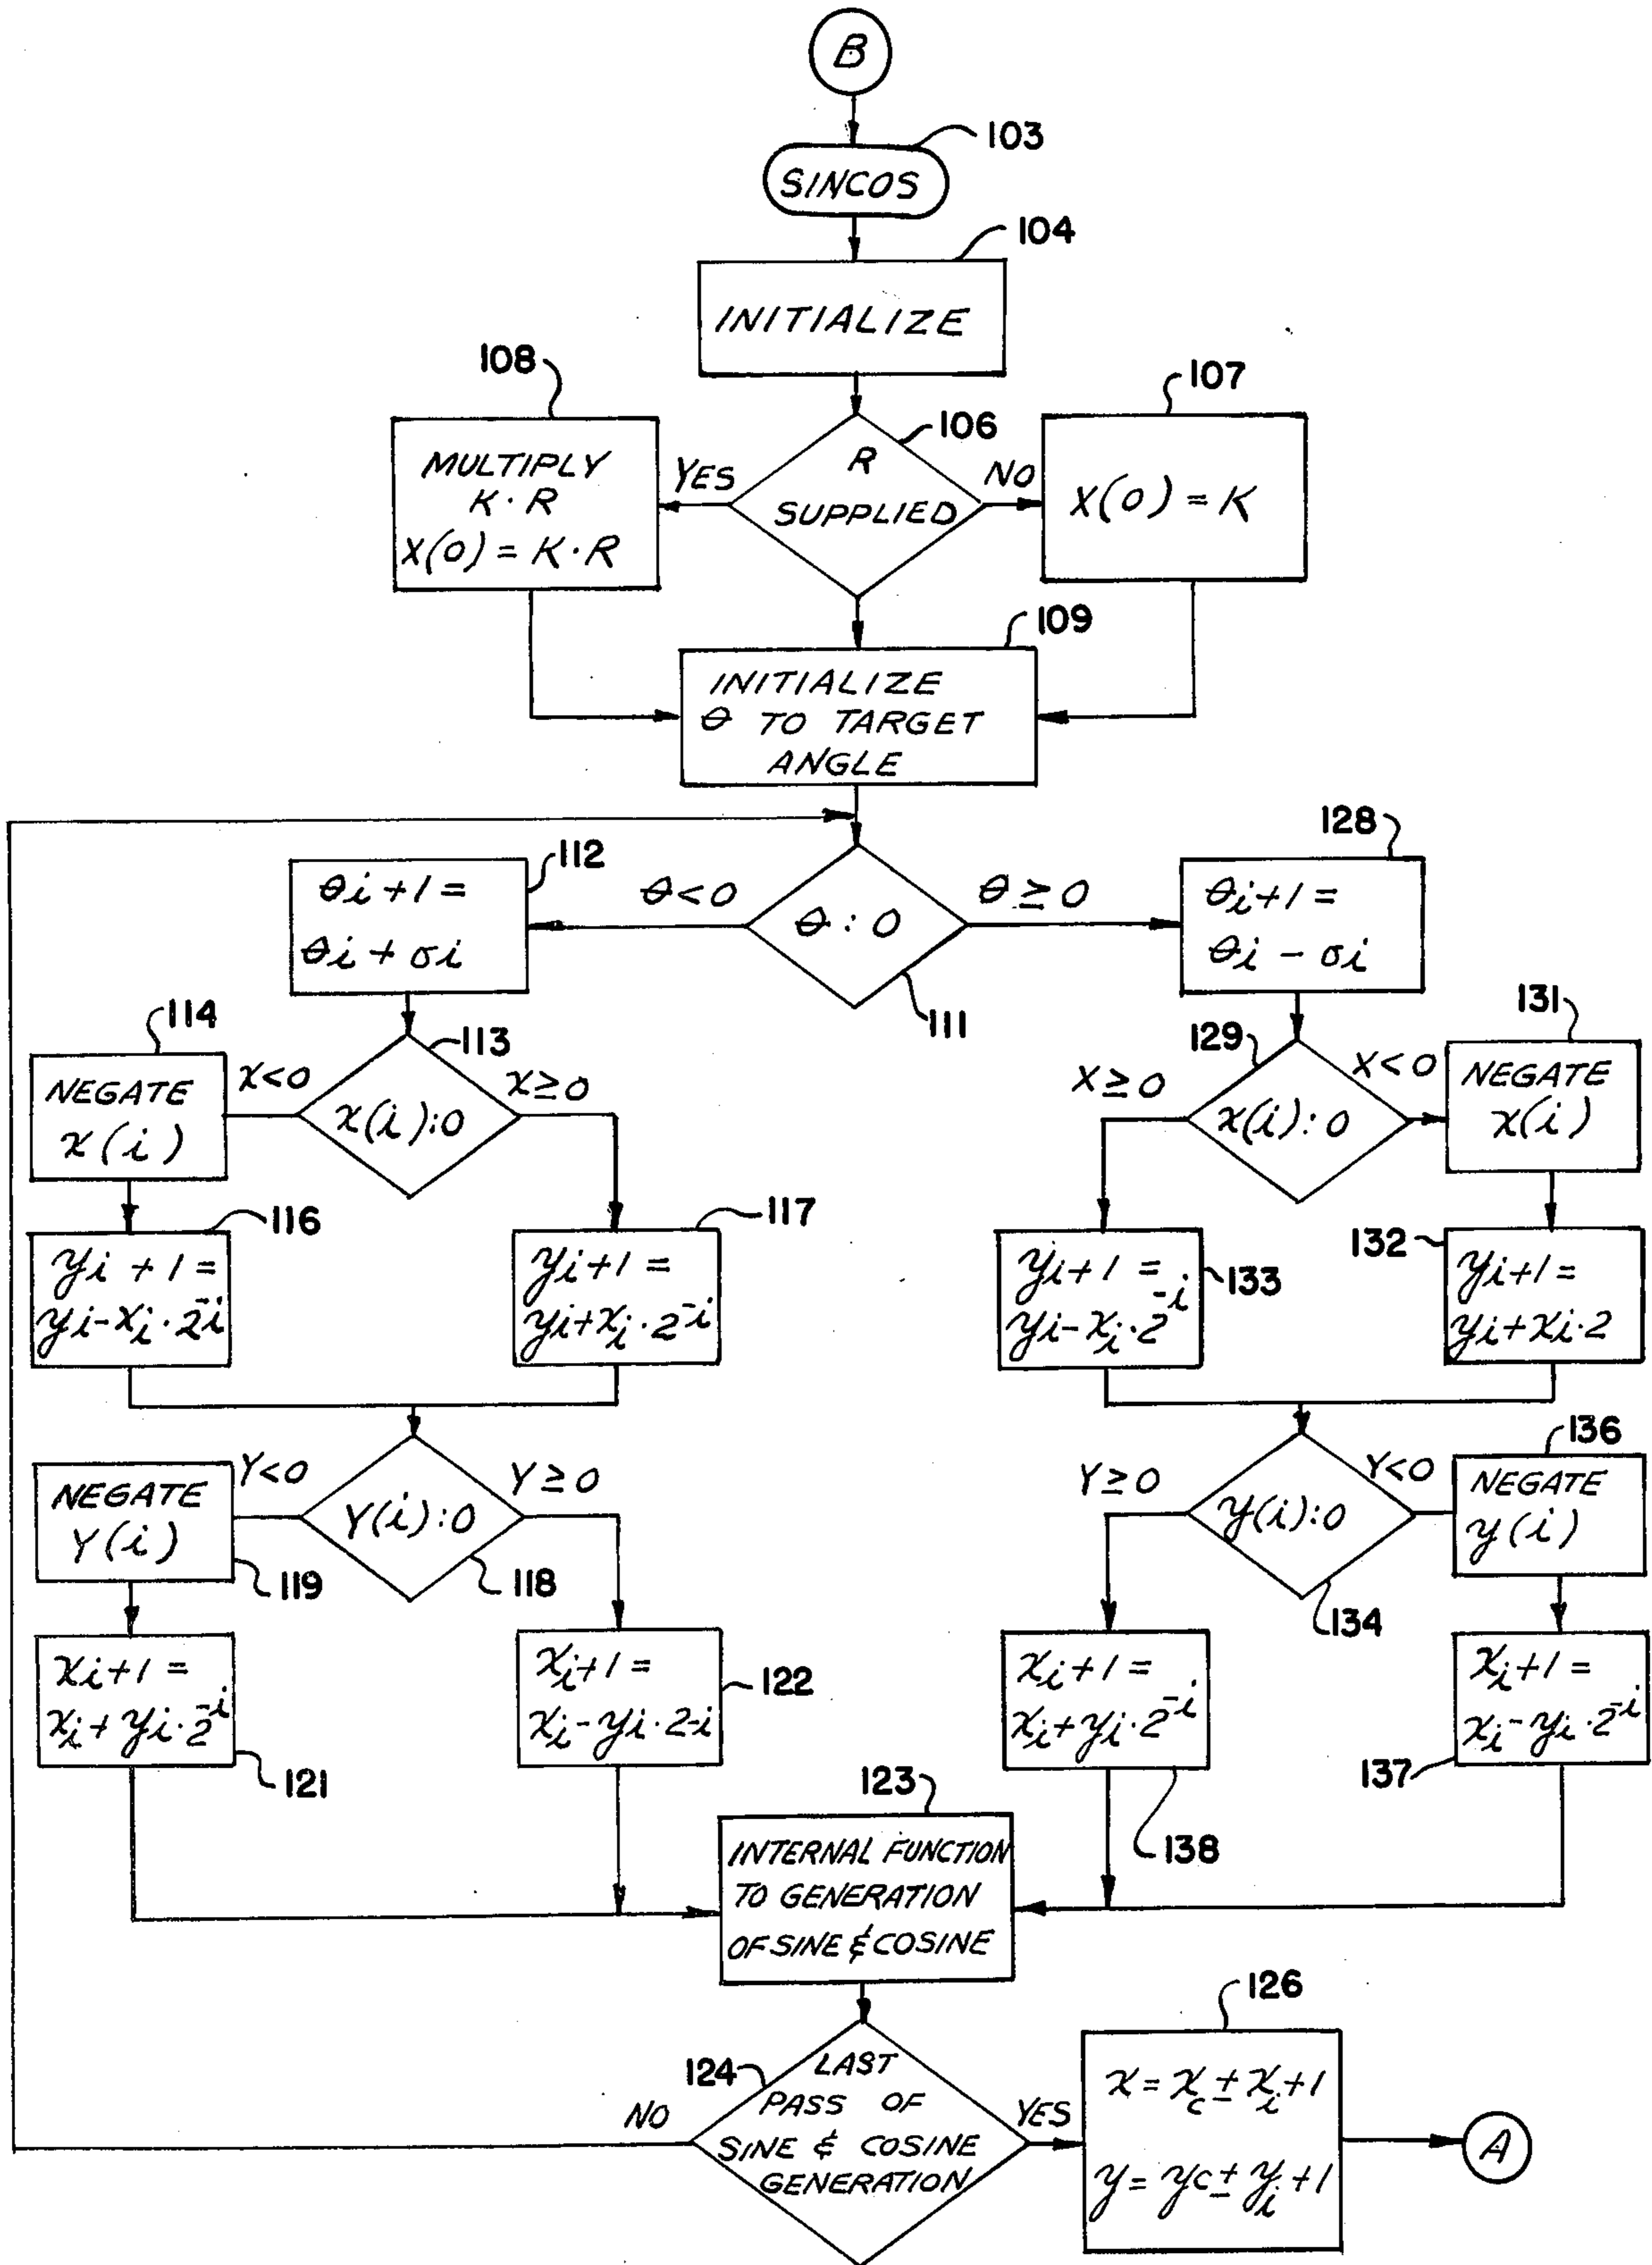 B
103
SINCOS
104
INITIALIZE
108
MULTIPLY
K · R
X(0) = K · R
YES
106
R
SUPPLIED
NO
107
X(0) = K
109
INITIALIZE
θ TO TARGET
ANGLE
112
θi+1 =
θi + σi
θ<0
θ : 0
111
θ ≥ 0
128
θi+1 =
θi - σi
114
NEGATE
x(i)
x<0
113
x(i):0
x≥0
129
X≥0
x(i):0
X<0
131
NEGATE
x(i)
116
yi + 1 =
yi-xi · 2-i
117
yi+1 =
yi+xi · 2-i
133
yi+1 =
yi-xi · 2-i
132
yi+1 =
yi+xi·2
NEGATE
Y(i)
119
Y<0
Y(i):0
118
Y≥0
Y≥0
y(i):0
134
Y<0
136
NEGATE
y(i)
xi+1 =
xi+yi·2-i
121
xi+1 =
xi-yi·2-i
122
xi+1 =
xi+yi·2-i
138
xi+1 =
xi-yi·2-i
137
123
INTERNAL FUNCTION
TO GENERATION
OF SINE & COSINE
124
LAST
PASS OF
SINE & COSINE
GENERATION
NO
YES
126
x = xc ± xi+1
y = yc ± yi+1
A